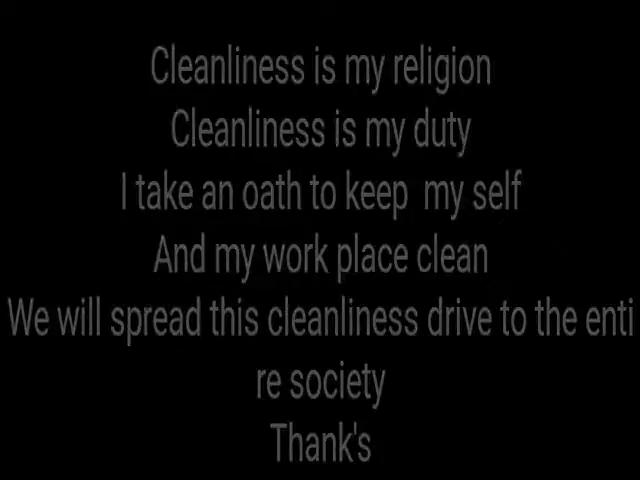 Cleanliness is my religion
Cleanliness is my duty
I take an oath to keep  my self
And my work place clean
We will spread this cleanliness drive to the enti
re society
Thank's